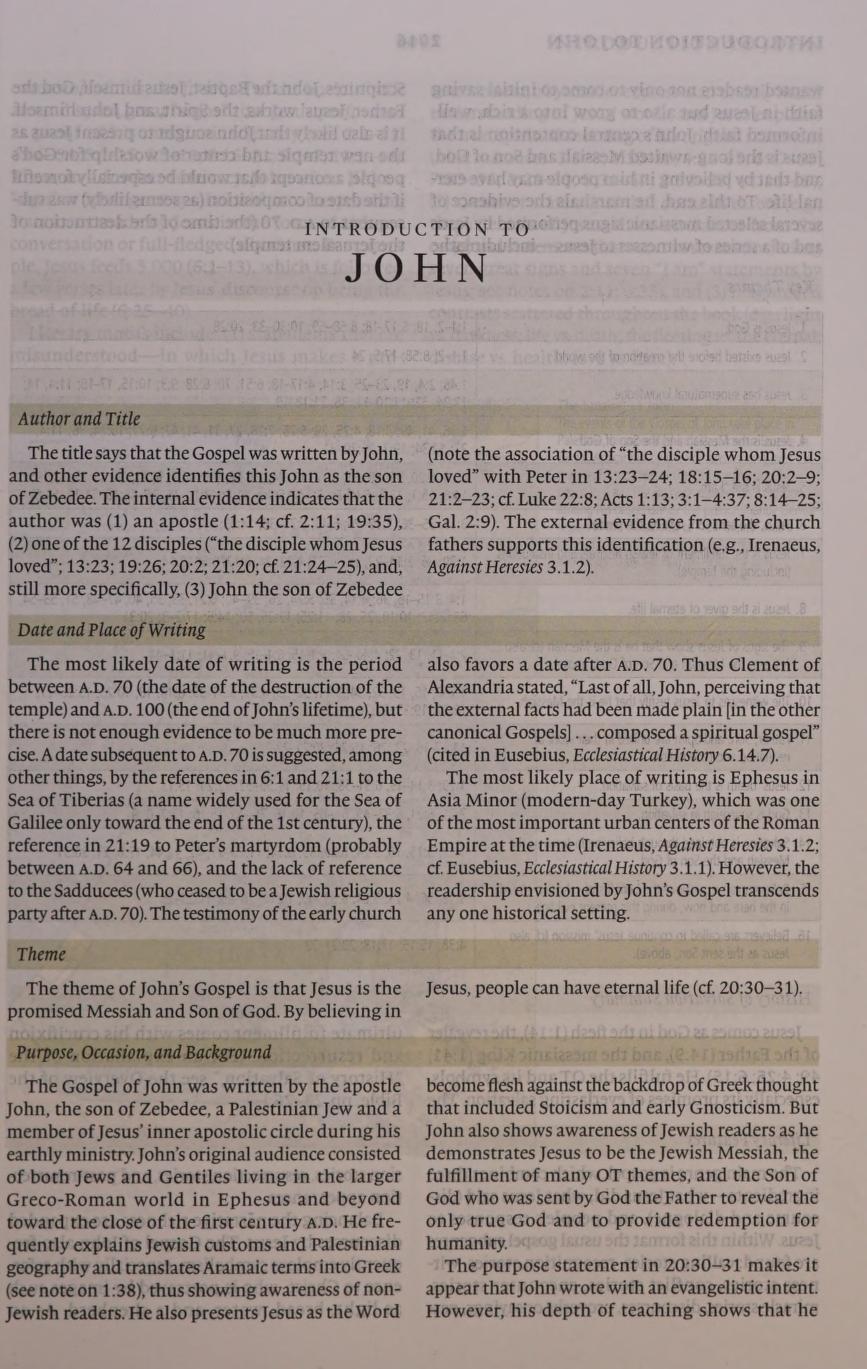 INTRODUCTION TO
JOHN
Author and Title
The title says that the Gospel was written by John,
and other evidence identifies this John as the son
of Zebedee. The internal evidence indicates that the
author was (1) an apostle (1:14; cf. 2:11; 19:35),
(2) one of the 12 disciples (“the disciple whom Jesus
loved”; 13:23; 19:26; 20:2; 21:20; cf. 21:24–25), and,
still more specifically, (3) John the son of Zebedee
(note the association of “the disciple whom Jesus
loved” with Peter in 13:23–24; 18:15–16; 20:2–9;
21:2–23; cf. Luke 22:8; Acts 1:13; 3:1–4:37; 8:14–25;
Gal. 2:9). The external evidence from the church
fathers supports this identification (e.g., Irenaeus,
Against Heresies 3.1.2).
Date and Place of Writing
The most likely date of writing is the period
between A.D. 70 (the date of the destruction of the
temple) and A.D. 100 (the end of John’s lifetime), but
there is not enough evidence to be much more pre-
cise. A date subsequent to A.D. 70 is suggested, among
other things, by the references in 6:1 and 21:1 to the
Sea of Tiberias (a name widely used for the Sea of
Galilee only toward the end of the 1st century), the
reference in 21:19 to Peter’s martyrdom (probably
between A.D. 64 and 66), and the lack of reference
to the Sadducees (who ceased to be a Jewish religious
party after A.D. 70). The testimony of the early church
also favors a date after A.D. 70. Thus Clement of
Alexandria stated, “Last of all, John, perceiving that
the external facts had been made plain [in the other
canonical Gospels] . . . composed a spiritual gospel”
(cited in Eusebius, Ecclesiastical History 6.14.7).
The most likely place of writing is Ephesus in
Asia Minor (modern-day Turkey), which was one
of the most important urban centers of the Roman
Empire at the time (Irenaeus, Against Heresies 3.1.2;
cf. Eusebius, Ecclesiastical History 3.1.1). However, the
readership envisioned by John’s Gospel transcends
any one historical setting.
Theme
The theme of John’s Gospel is that Jesus is the
promised Messiah and Son of God. By believing in
Jesus, people can have eternal life (cf. 20:30–31).
Purpose, Occasion, and Background
The Gospel of John was written by the apostle
John, the son of Zebedee, a Palestinian Jew and a
member of Jesus’ inner apostolic circle during his
earthly ministry. John’s original audience consisted
of both Jews and Gentiles living in the larger
Greco-Roman world in Ephesus and beyond
toward the close of the first century A.D. He fre-
quently explains Jewish customs and Palestinian
geography and translates Aramaic terms into Greek
(see note on 1:38), thus showing awareness of non-
Jewish readers. He also presents Jesus as the Word
become flesh against the backdrop of Greek thought
that included Stoicism and early Gnosticism. But
John also shows awareness of Jewish readers as he
demonstrates Jesus to be the Jewish Messiah, the
fulfillment of many OT themes, and the Son of
God who was sent by God the Father to reveal the
only true God and to provide redemption for
humanity.
The purpose statement in 20:30–31 makes it
appear that John wrote with an evangelistic intent.
However, his depth of teaching shows that he